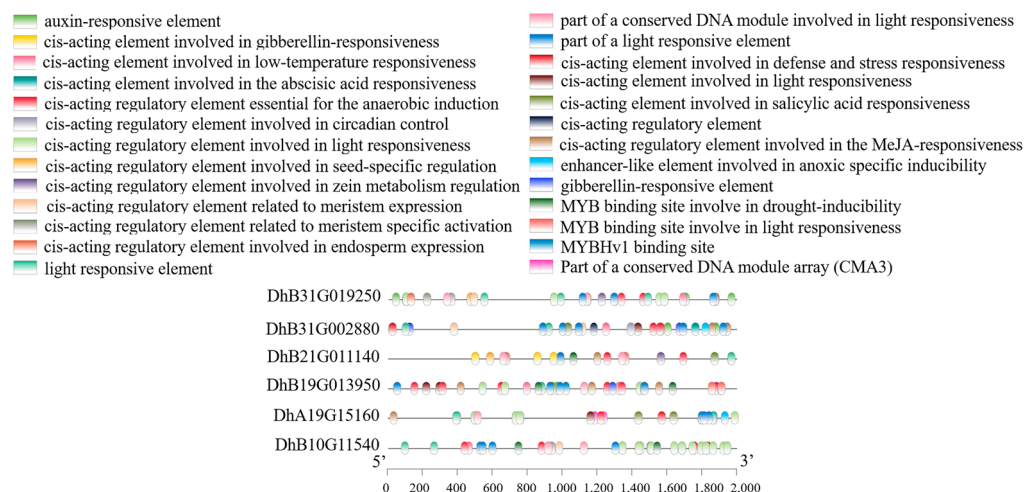 auxin-responsive element
cis-acting element involved in gibberellin-responsiveness
cis-acting element involved in low-temperature responsiveness
cis-acting element involved in the abscisic acid responsiveness
cis-acting regulatory element essential for the anaerobic induction
cis-acting regulatory element involved in circadian control
cis-acting regulatory element involved in light responsiveness
cis-acting regulatory element involved in seed-specific regulation
cis-acting regulatory element involved in zein metabolism regulation
cis-acting regulatory element related to meristem expression
cis-acting regulatory element related to meristem specific activation
cis-acting regulatory element involved in endosperm expression
light responsive element
part of a conserved DNA module involved in light responsiveness
part of a light responsive element
cis-acting element involved in defense and stress responsiveness
cis-acting element involved in light responsiveness
cis-acting element involved in salicylic acid responsiveness
cis-acting regulatory element
cis-acting regulatory element involved in the MeJA-responsiveness
enhancer-like element involved in anoxic specific inducibility
gibberellin-responsive element
MYB binding site involve in drought-inducibility
MYB binding site involve in light responsiveness
MYBHv1 binding site
Part of a conserved DNA module array (CMA3)
DhB31G019250
DhB31G002880
DhB21G011140
DhB19G013950
DhA19G15160
DhB10G11540
5’ 3’
0 200 400 600 800 1,000 1,200 1,400 1,600 1,800 2,000